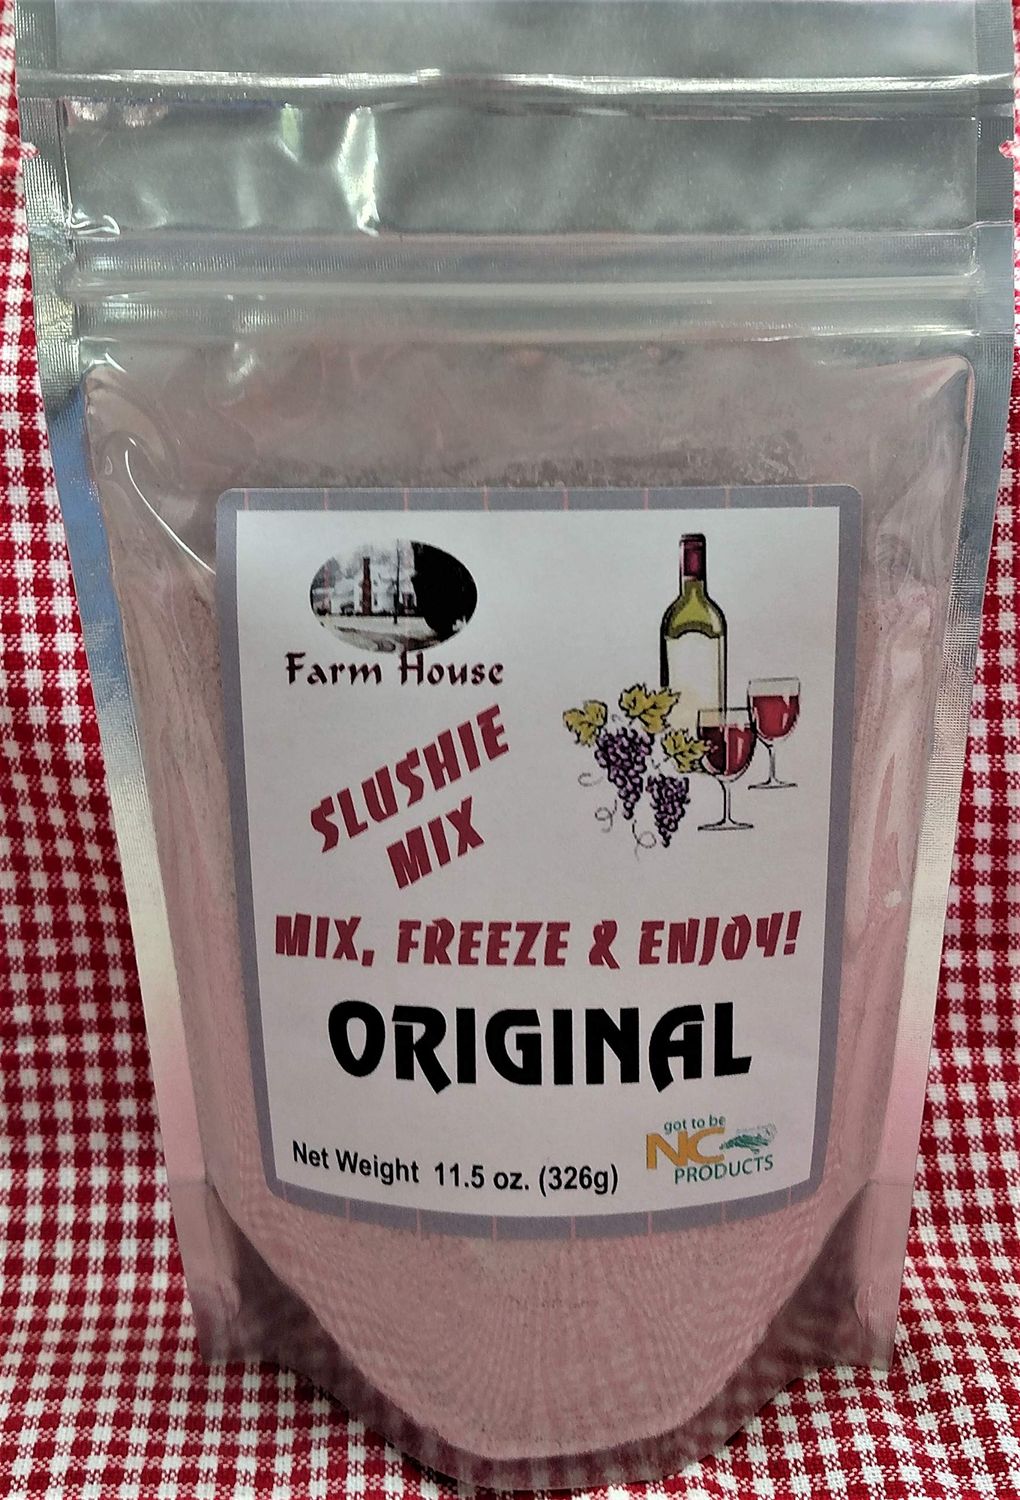 Farm House
SLUSHIE
MIX
MIX, FREEZE & ENJOY!
ORIGINAL
Net Weight 11.5 oz. (326g)
got to be
NC
PRODUCTS